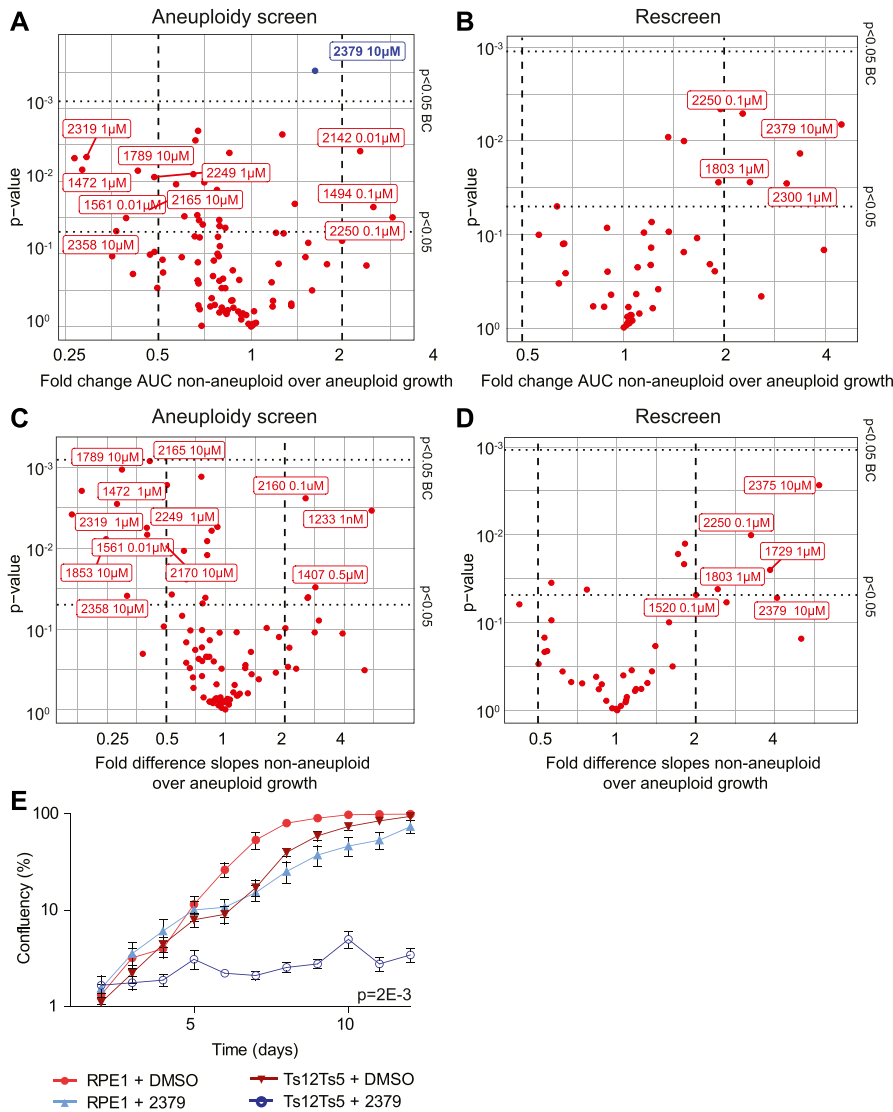 A
Aneuploidy screen
2379 10µM
2319 1µM
1789 10µM
2142 0.01µM
2249 1µM
1472 1µM
1561 0.01µM
2165 10µM
1494 0.1µM
2250 0.1µM
2358 10µM
p<0.05 BC
p<0.05
10-3
10-2
10-1
100
p-value
0.25
0.5
1
2
4
Fold change AUC non-aneuploid over aneuploid growth
B
Rescreen
2250 0.1µM
2379 10µM
1803 1µM
2300 1µM
p<0.05 BC
p<0.05
10-3
10-2
10-1
100
p-value
0.5
1
2
4
Fold change AUC non-aneuploid over aneuploid growth
C
Aneuploidy screen
1789 10µM
2165 10µM
2160 0.1uM
1472 1µM
2319 1µM
2249 1µM
1233 1nM
1561 0.01µM
1853 10µM
2170 10µM
1407 0.5µM
2358 10µM
p<0.05 BC
p<0.05
10-3
10-2
10-1
100
p-value
0.25
0.5
1
2
4
Fold difference slopes non-aneuploid
over aneuploid growth
D
Rescreen
2375 10µM
2250 0.1µM
1729 1µM
1803 1µM
1520 0.1µM
2379 10µM
p<0.05 BC
p<0.05
10-3
10-2
10-1
100
p-value
0.5
1
2
4
Fold difference slopes non-aneuploid
over aneuploid growth
E
100
10
1
Confluency (%)
p=2E-3
5
10
Time (days)
RPE1 + DMSO
Ts12Ts5 + DMSO
RPE1 + 2379
Ts12Ts5 + 2379